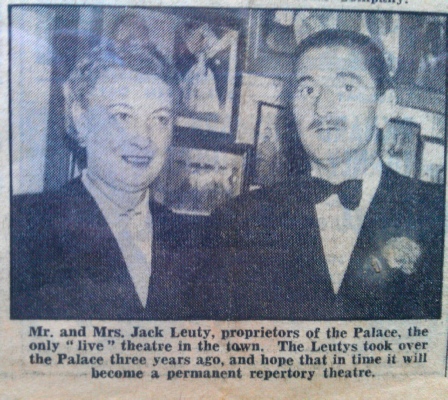 Company.
Mr. and Mrs. Jack Leuty, proprietors of the Palace, the
only "live" theatre in the town. The Leutys took over
the Palace three years ago, and hope that in time it will
become a permanent repertory theatre.